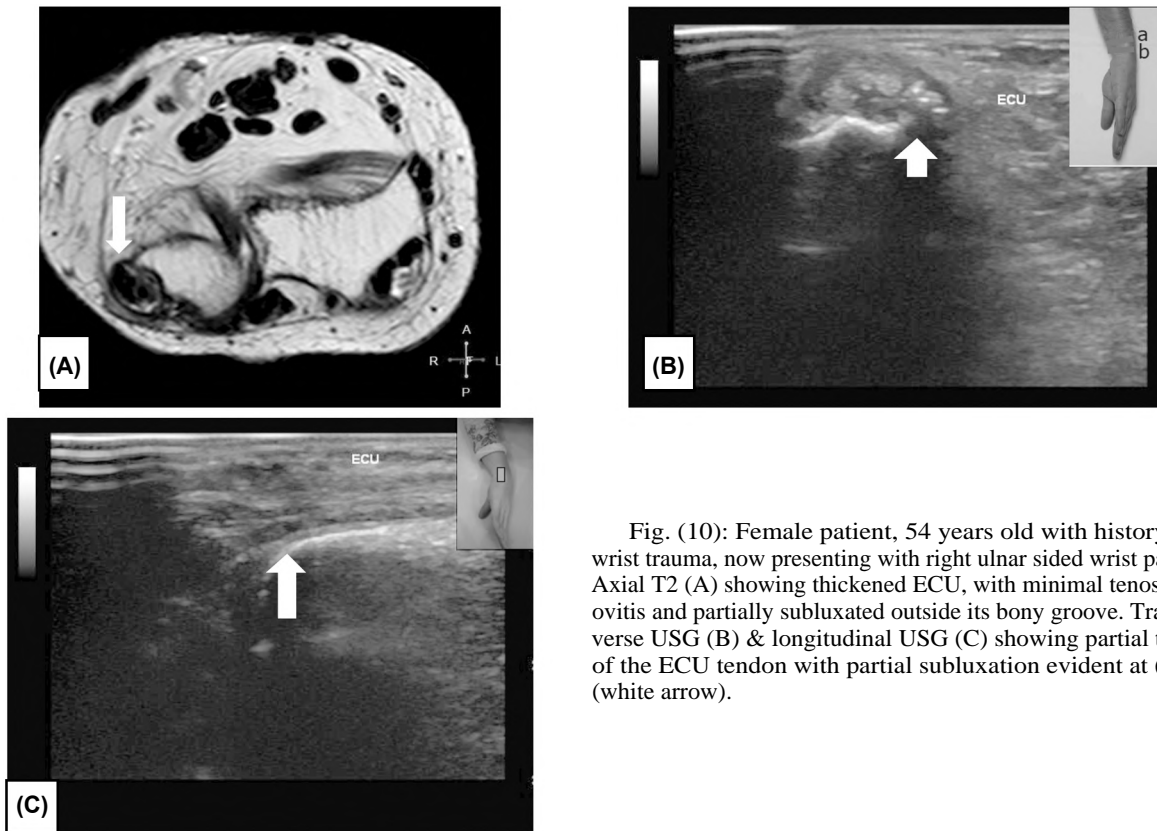 A
R L
P
(A)
a
b
ECU
(B)
ECU
(C)
Fig. (10): Female patient, 54 years old with history
wrist trauma, now presenting with right ulnar sided wrist pa
Axial T2 (A) showing thickened ECU, with minimal tenos
ovitis and partially subluxated outside its bony groove. Tra
verse USG (B) & longitudinal USG (C) showing partial t
of the ECU tendon with partial subluxation evident at (
(white arrow).